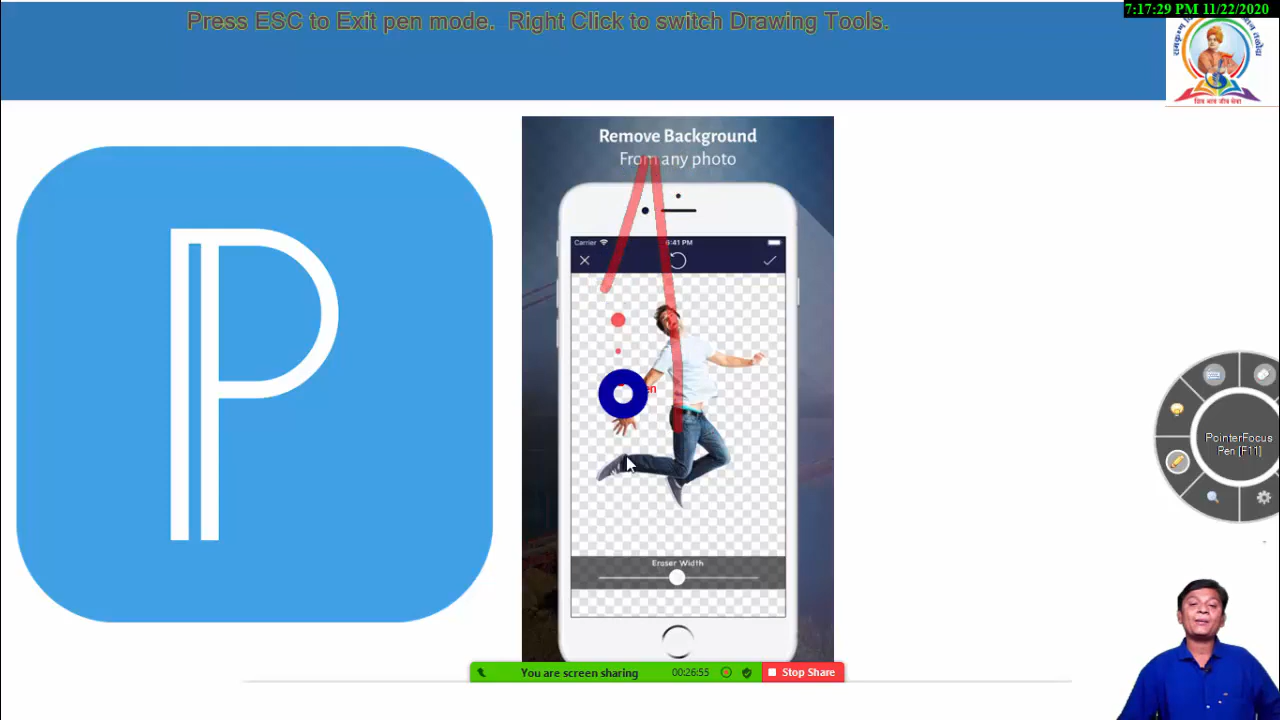 7:17:29 PM 11/22/2020
Press ESC to Exit pen mode. Right Click to switch Drawing Tools.
शिव भाव जीव सेवा
P
Remove Background
From any photo
Carrier
6:41 PM
en
Eraser Width
PointerFocus
Pen [F11]
You are screen sharing
00:26:55
Stop Share